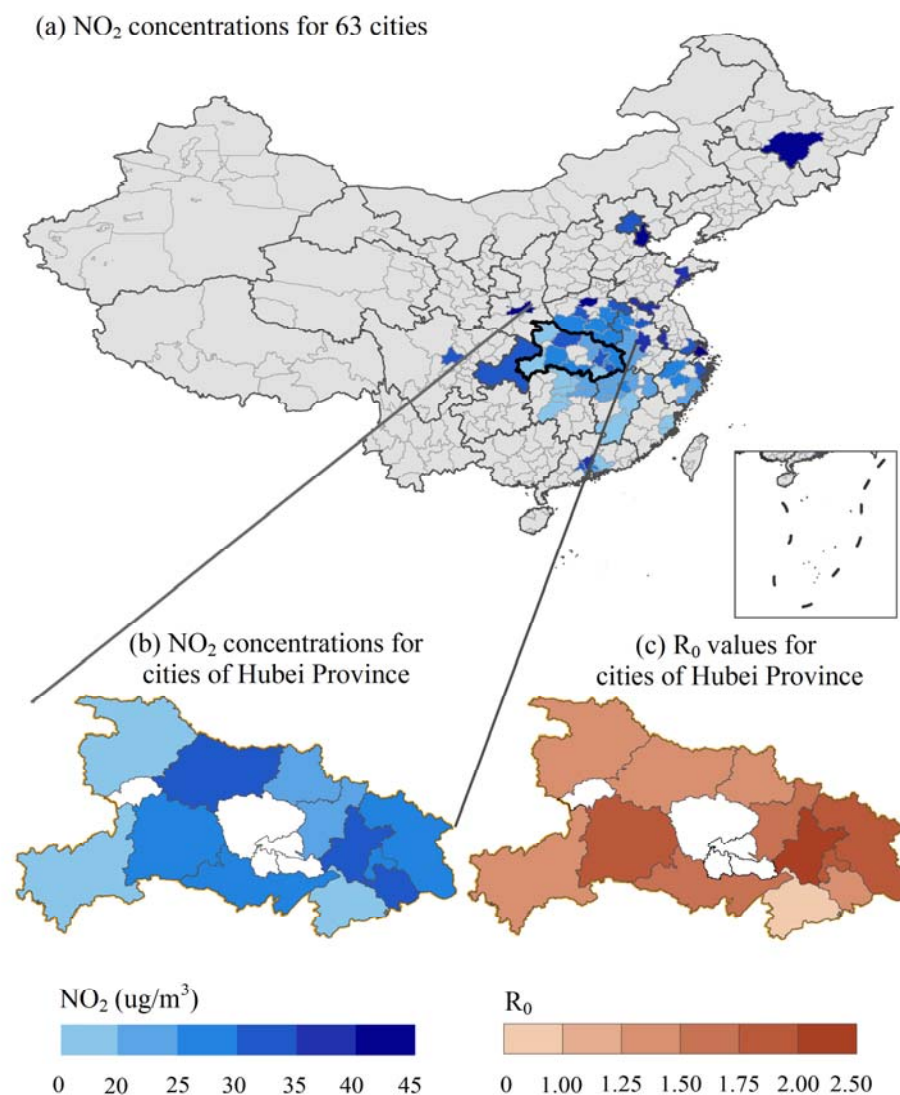 (a) NO₂ concentrations for 63 cities
(b) NO₂ concentrations for
cities of Hubei Province
(c) R₀ values for
cities of Hubei Province
NO₂ (ug/m³)
0 20 25 30 35 40 45
R₀
0 1.00 1.25 1.50 1.75 2.00 2.50